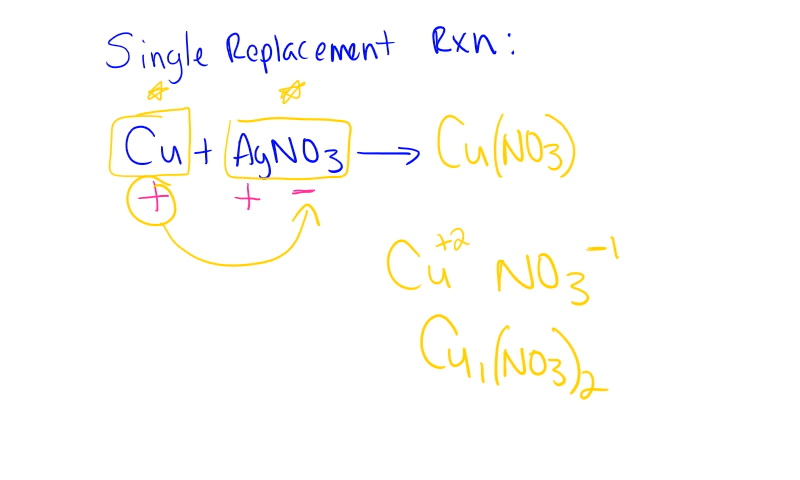 Single Replacement Rxn:
Cu + AgNO3 → Cu(NO3)
+ + −
Cu+2 NO3−1
Cu1(NO3)2